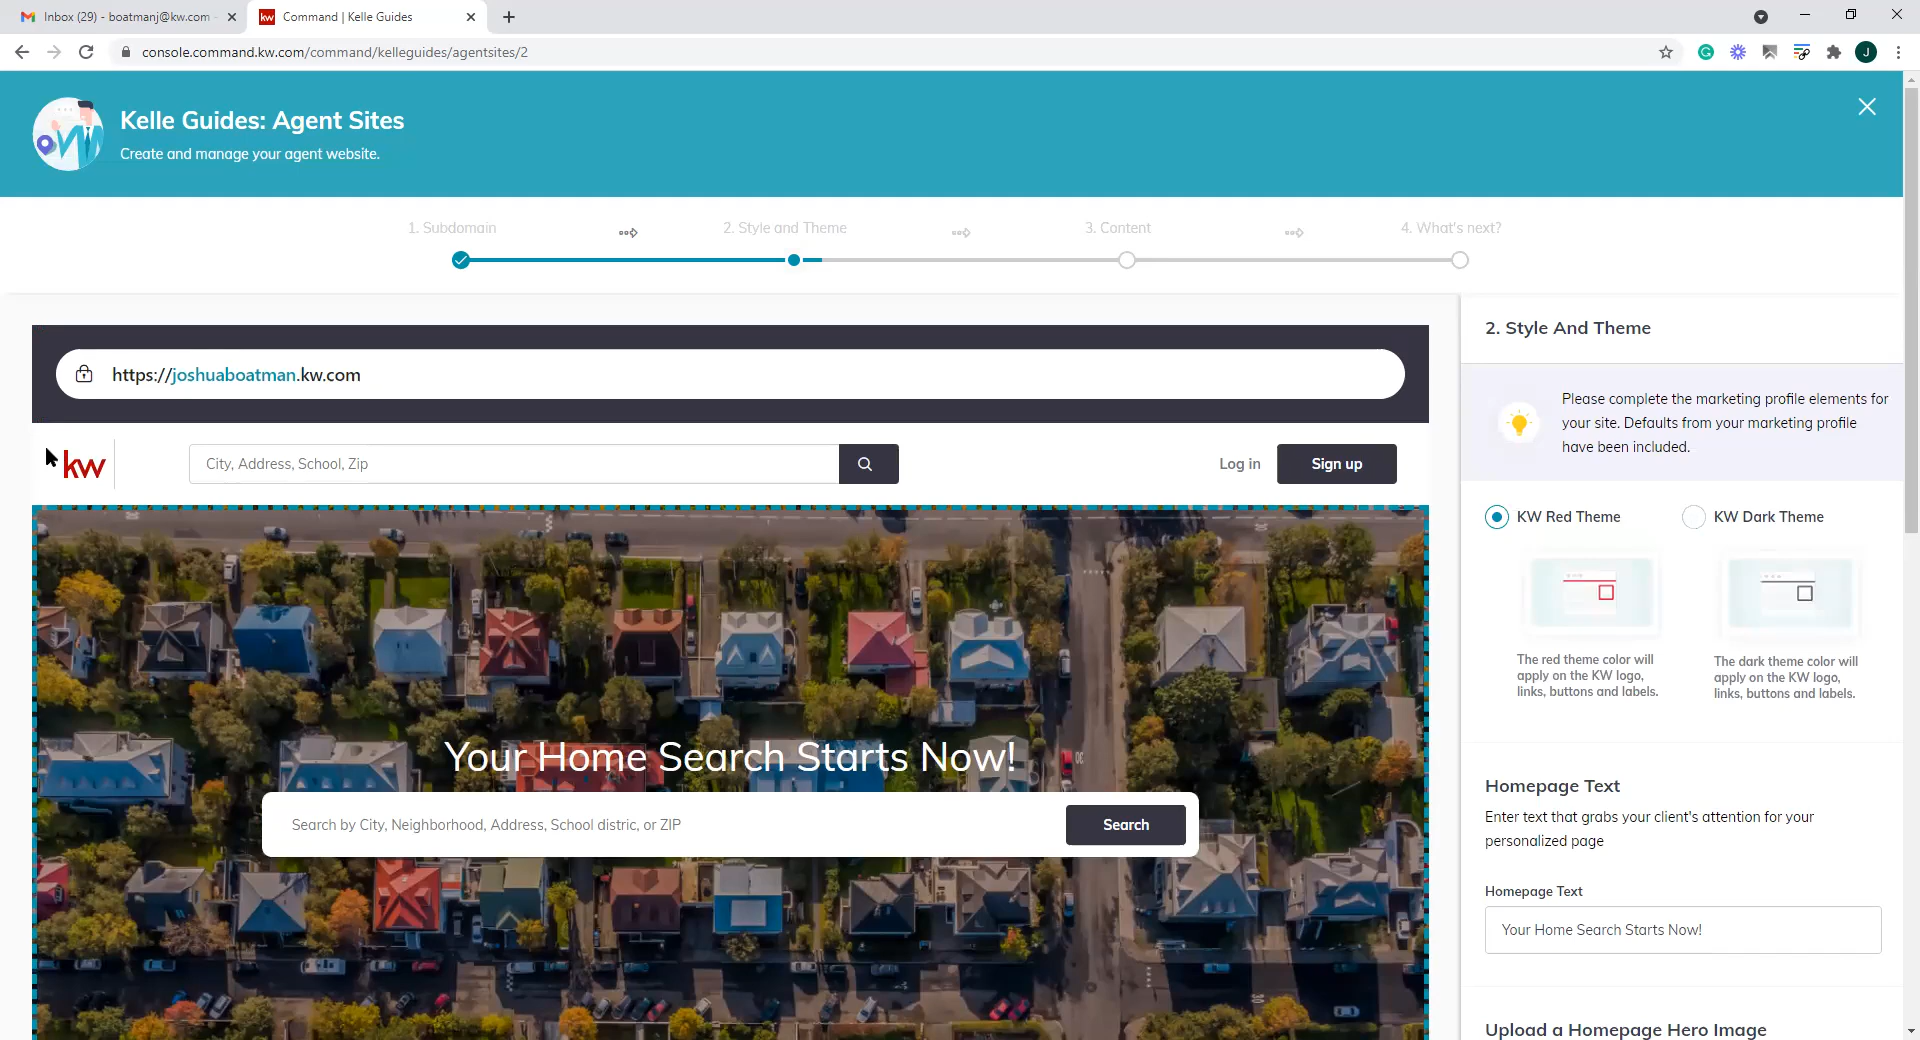 Inbox (29) - boatmanj@kw.com -
Command | Kelle Guides
console.command.kw.com/command/kelleguides/agentsites/2
J
Kelle Guides: Agent Sites
Create and manage your agent website.
1. Subdomain
2. Style and Theme
3. Content
4. What's next?
https://joshuaboatman.kw.com
kw
City, Address, School, Zip
Log in
Sign up
Your Home Search Starts Now!
Search by City, Neighborhood, Address, School distric, or ZIP
Search
2. Style And Theme
Please complete the marketing profile elements for
your site. Defaults from your marketing profile
have been included.
KW Red Theme
KW Dark Theme
The red theme color will
apply on the KW logo,
links, buttons and labels.
The dark theme color will
apply on the KW logo,
links, buttons and labels.
Homepage Text
Enter text that grabs your client's attention for your
personalized page
Homepage Text
Your Home Search Starts Now!
Upload a Homepage Hero Image